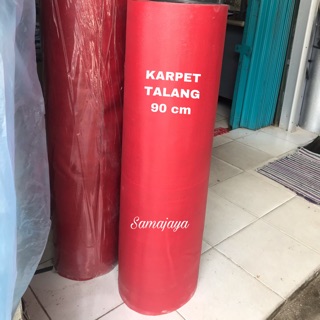 KARPET
TALANG
90 cm
Samajaya